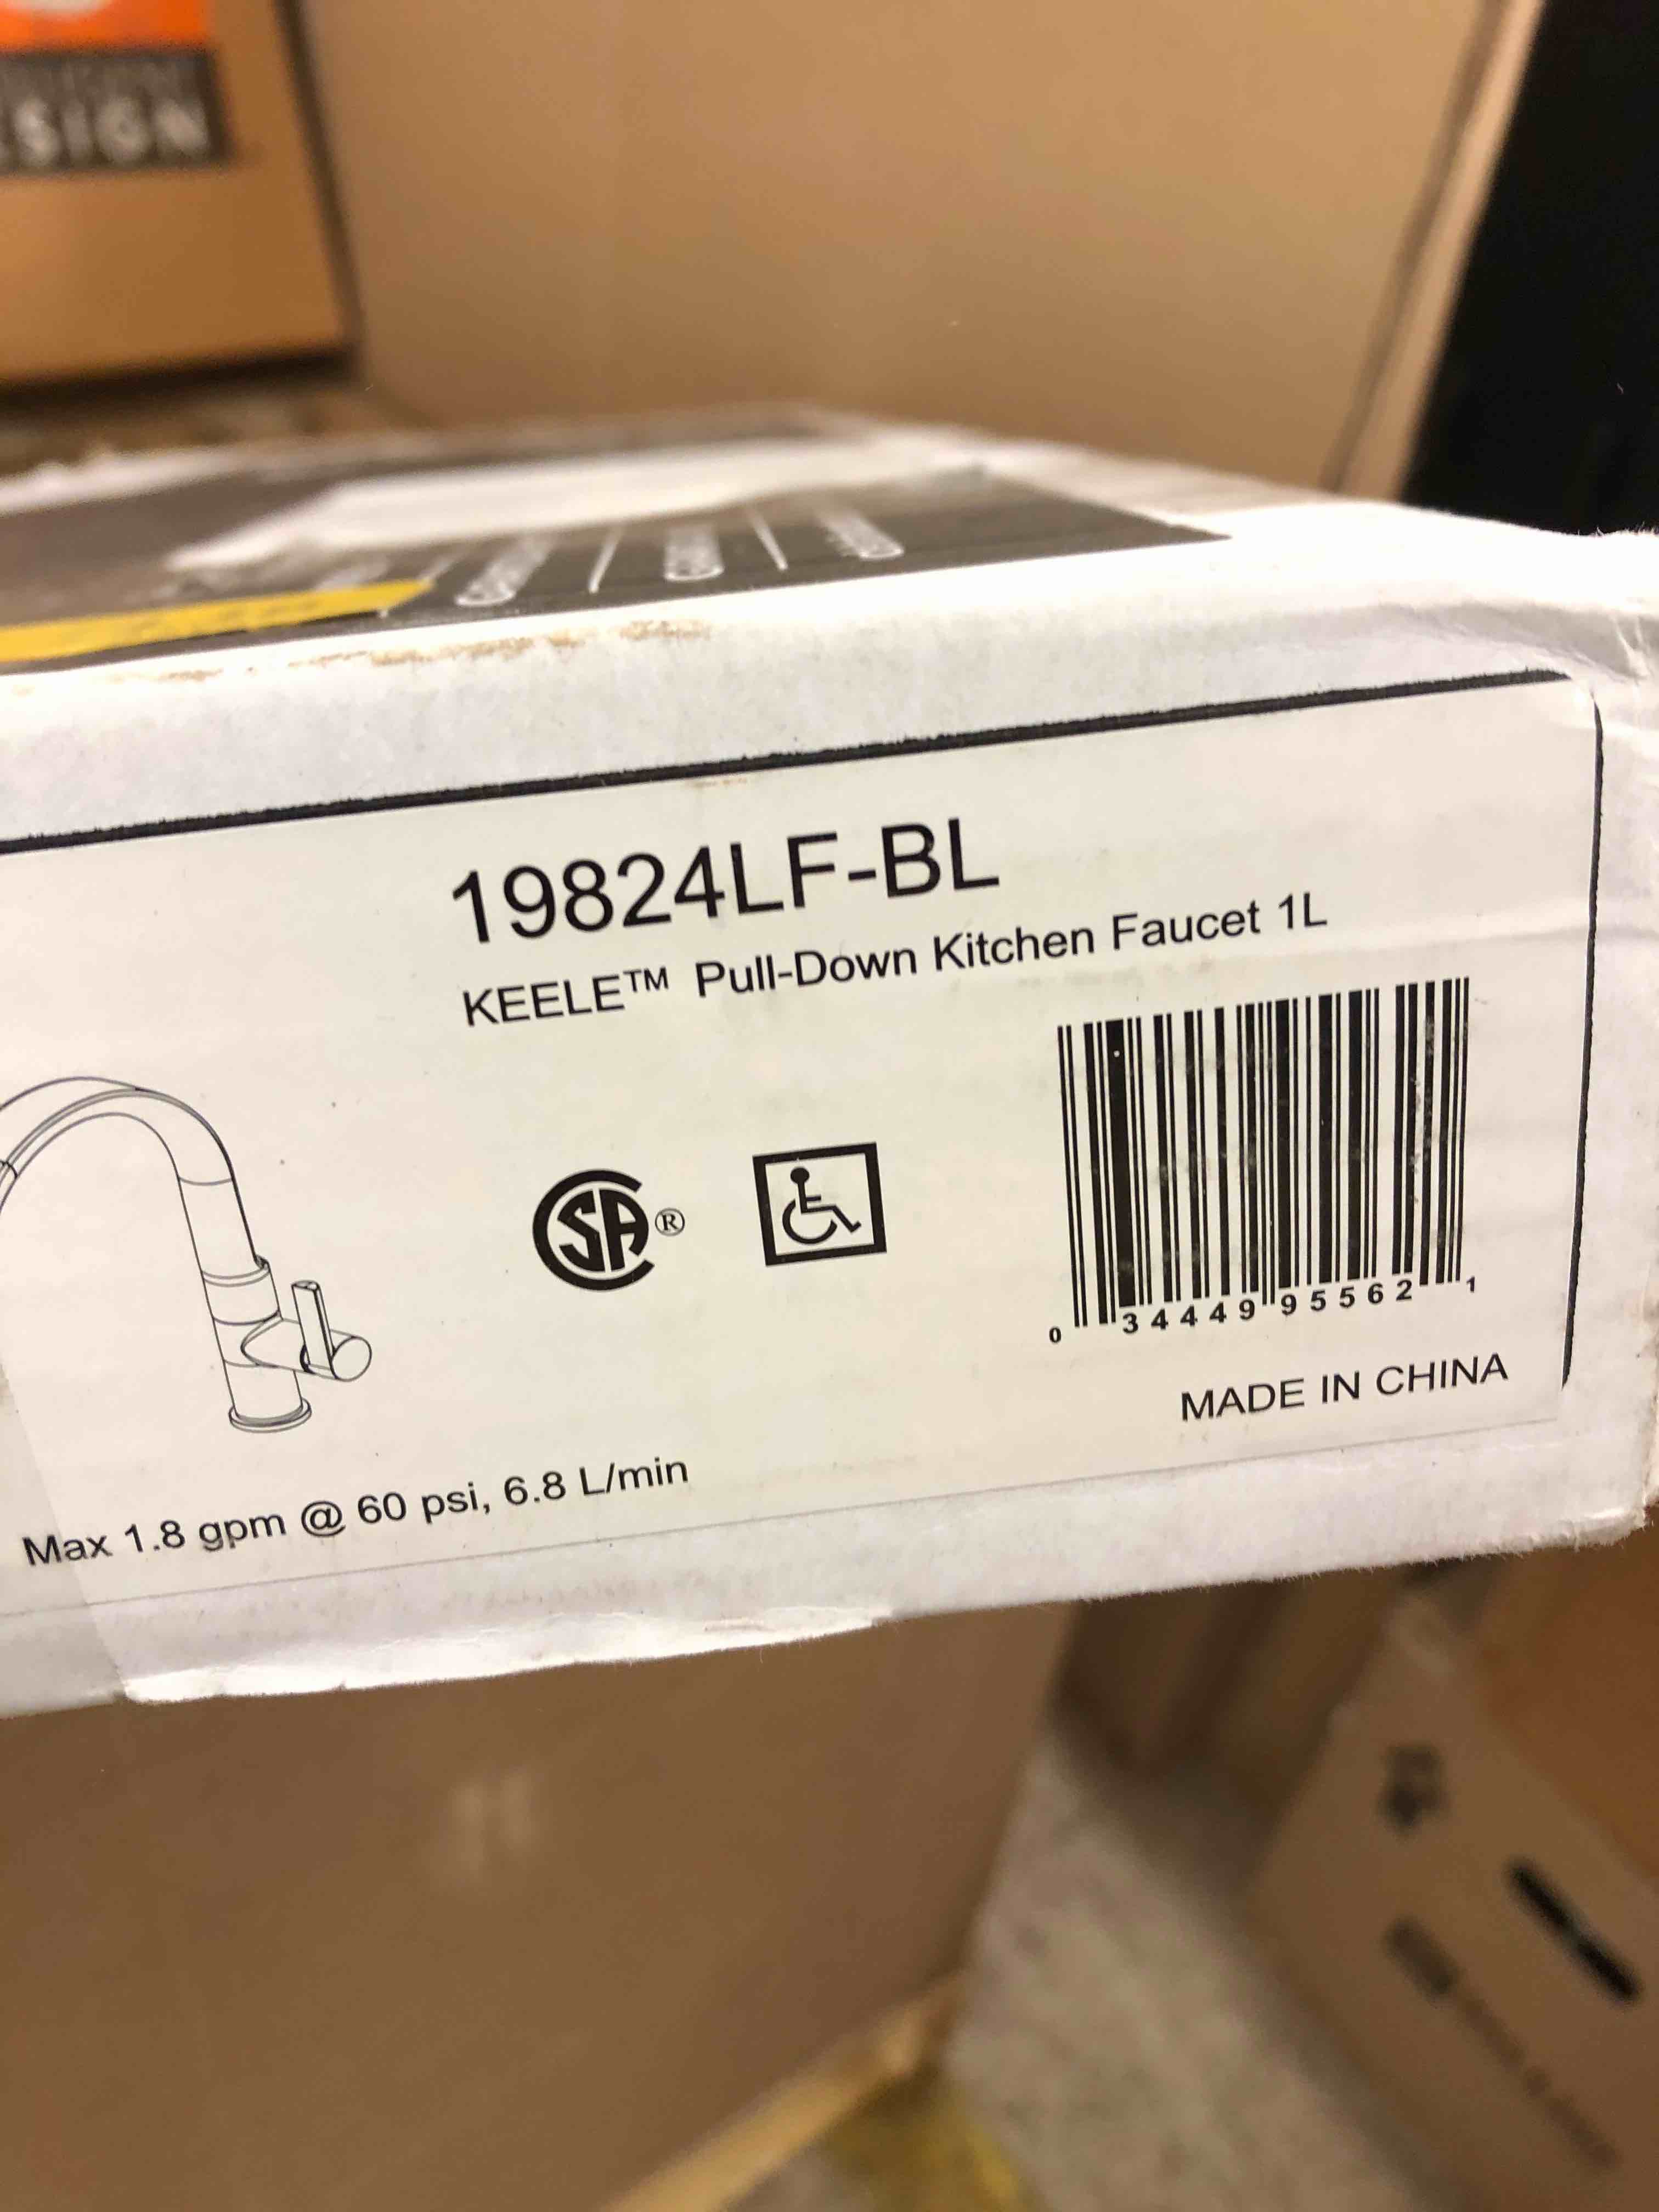 SIGN
19824LF-BL
KEELE™ Pull-Down Kitchen Faucet 1L
CSA®
0 34449 95562 1
MADE IN CHINA
Max 1.8 gpm @ 60 psi, 6.8 L/min